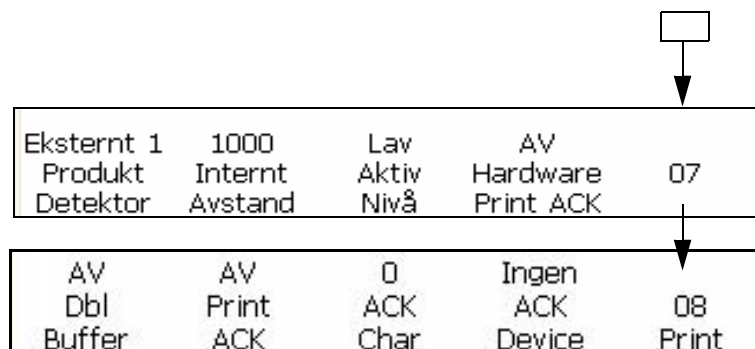 Eksternt 1 1000 Lav AV
Produkt Internt Aktiv Hardware 07
Detektor Avstand Nivå Print ACK
AV AV 0 Ingen
Dbl Print ACK ACK 08
Buffer ACK Char Device Print